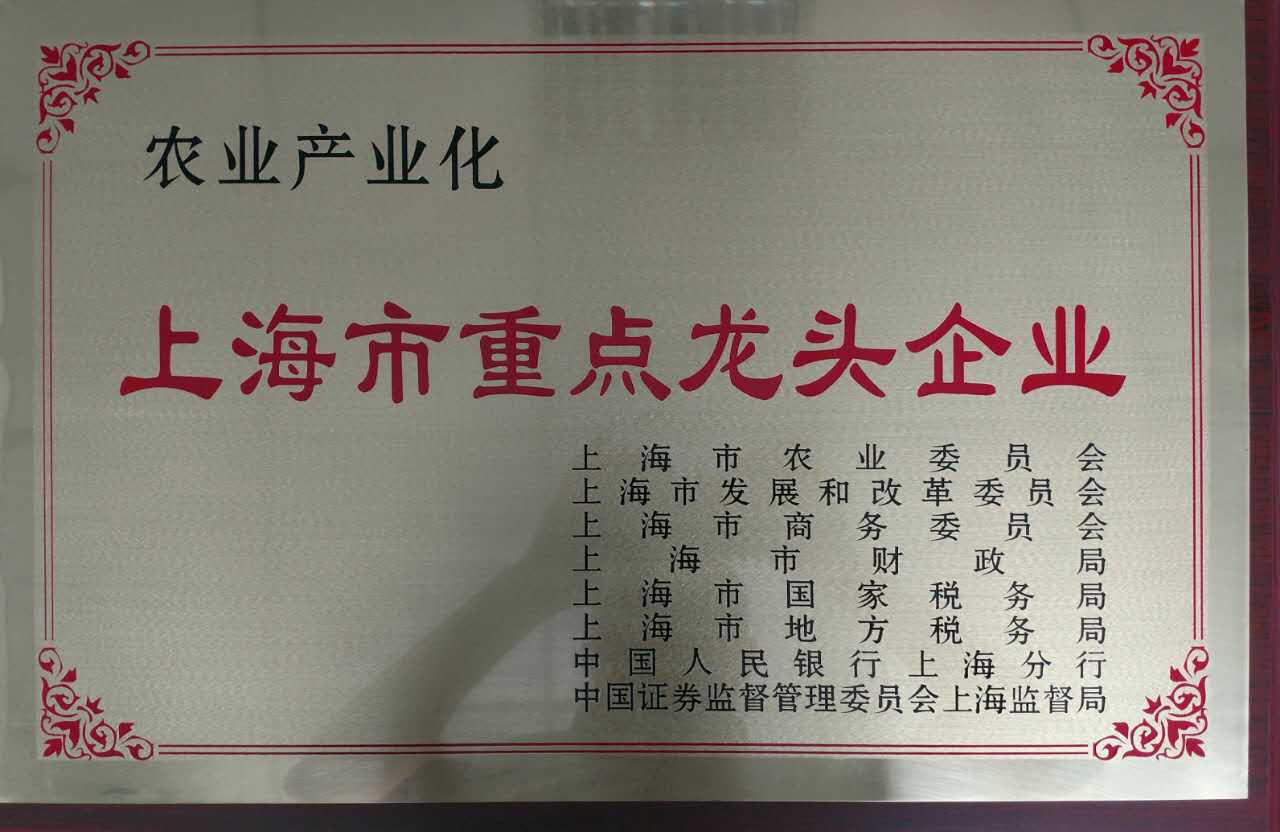 农业产业化
上海市重点龙头企业
上海市农业委员会
上海市发展和改革委员会
上海市商务委员会
上海市财政局
上海市国家税务局
上海市地方税务局
中国人民银行上海分行
中国证券监督管理委员会上海监督局